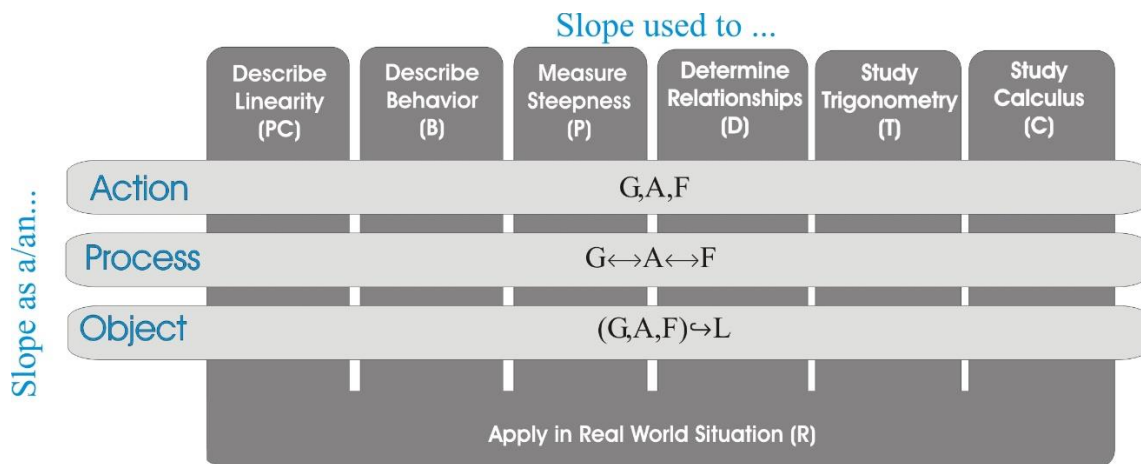 Slope used to ...
Describe
Linearity
(PC)
Describe
Behavior
(B)
Measure
Steepness
(P)
Determine
Relationships
(D)
Study
Trigonometry
(T)
Study
Calculus
(C)
Slope as a/an...
Action
G,A,F
Process
G↔A↔F
Object
(G,A,F)↪L
Apply in Real World Situation (R)